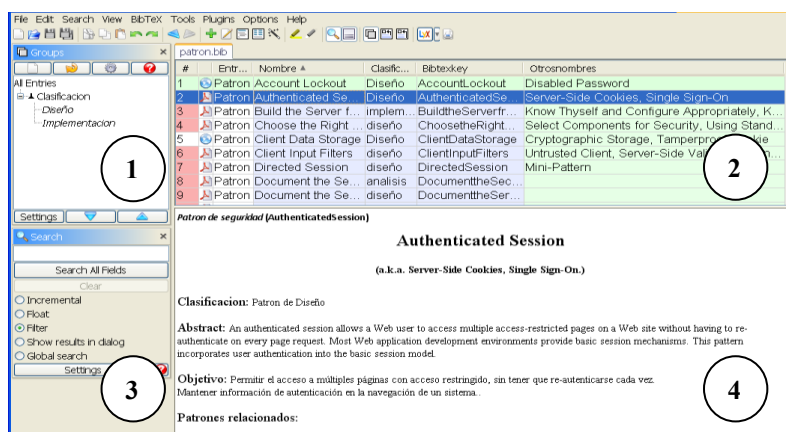 File Edit Search View BibTeX Tools Plugins Options Help
patron.bib
Groups
All Entries
Clasificacion
Diseño
Implementacion
1
Settings
# Entr... Nombre Clasific... Bibtexkey Otrosnombres
1 Patron Account Lockout Diseño AccountLockout Disabled Password
2 Patron Authenticated Se... Diseño AuthenticatedSe... Server-Side Cookies, Single Sign-On
3 Patron Build the Server f... implem... BuildtheServerfr... Know Thyself and Configure Appropriately, K...
4 Patron Choose the Right ... diseño ChoosetheRight... Select Components for Security, Using Stand...
5 Patron Client Data Storage Diseño ClientDataStorage Cryptographic Storage, Tamperpro
6 Patron Client Input Filters diseño ClientInputFilters Untrusted Client, Server-Side
7 Patron Directed Session diseño DirectedSession Mini-Pattern
8 Patron Document the Se... analisis DocumenttheSec...
9 Patron Document the Se... diseño DocumenttheSer...
2
Search
Search All Fields
Clear
Incremental
Float
Filter
Show results in dialog
Global search
Settings
3
Patron de seguridad (AuthenticatedSession)
Authenticated Session
(a.k.a. Server-Side Cookies, Single Sign-On.)
Clasificacion: Patron de Diseño
Abstract: An authenticated session allows a Web user to access multiple access-restricted pages on a Web site without having to re-
authenticate on every page request. Most Web application development environments provide basic session mechanisms. This pattern
incorporates user authentication into the basic session model.
Objetivo: Permitir el acceso a múltiples páginas con acceso restringido, sin tener que re-autenticarse cada vez.
Mantener información de autenticación en la navegación de un sistema..
Patrones relacionados:
4